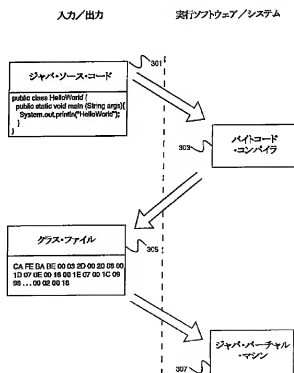 入力／出力
実行ソフトウェア／システム
301
ジャバ・ソース・コード
public class HelloWorld {
public static void main (String args){
System.out.println("HelloWorld");
}
}
303
バイトコード
・コンパイラ
クラス・ファイル
305
CA FE BA BE 00 03 2D 00 20 08 00
1D 07 0E 00 16 00 1E 07 00 1C 09
98 ... 00 02 00 18
ジャバ・バーチャル
・マシン
307